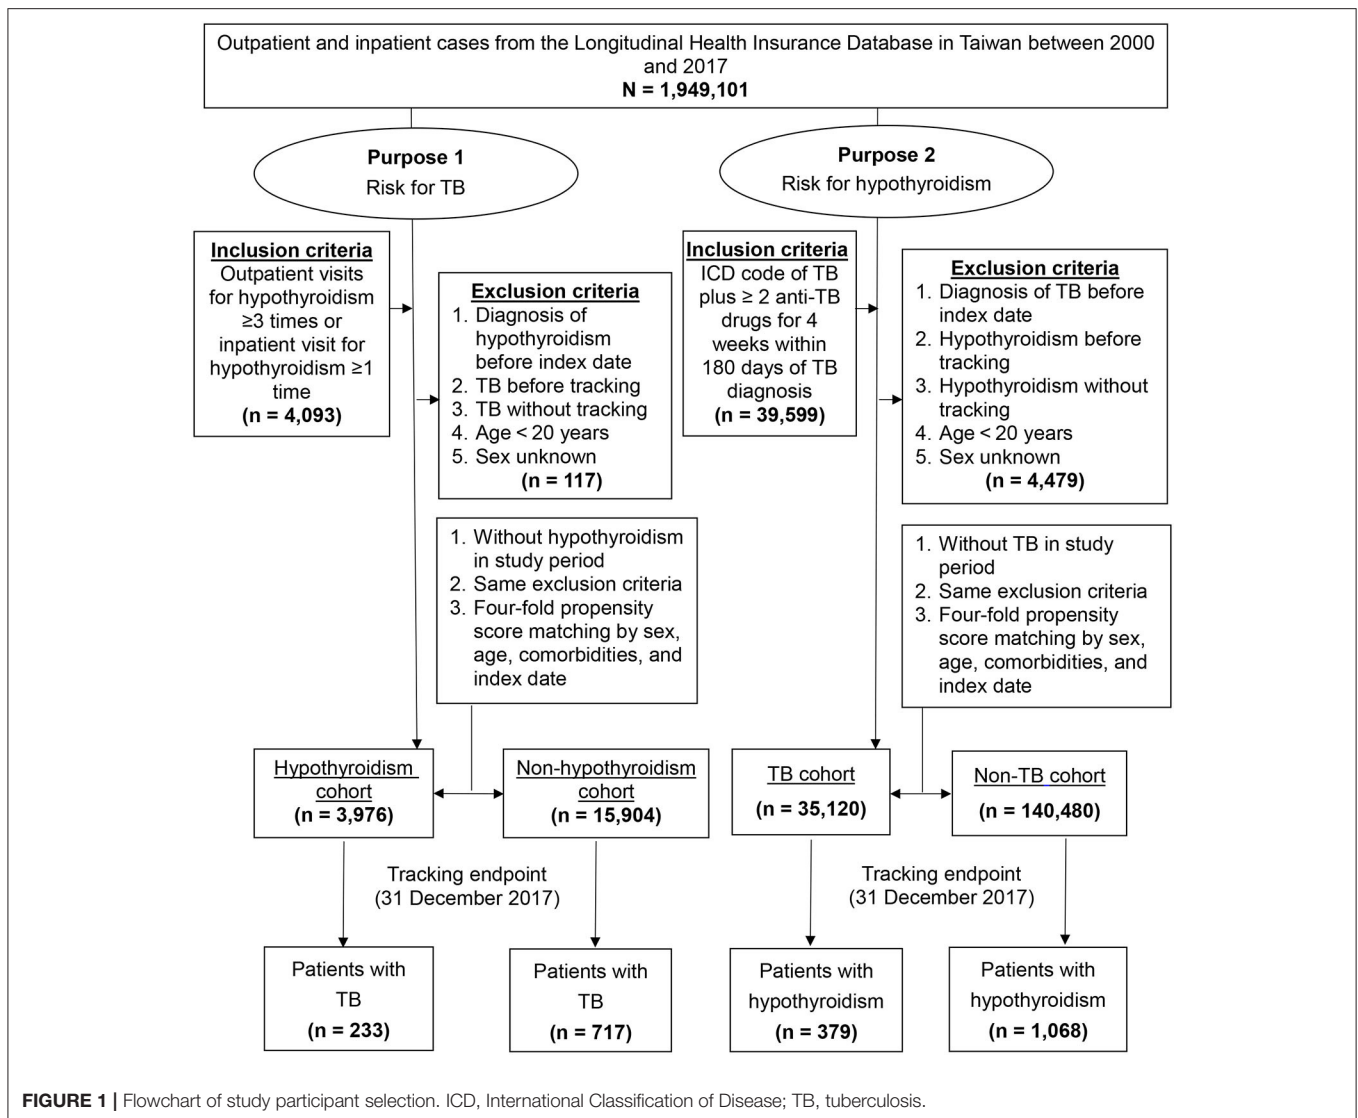 Outpatient and inpatient cases from the Longitudinal Health Insurance Database in Taiwan between 2000
and 2017
N = 1,949,101
Purpose 1
Risk for TB
Purpose 2
Risk for hypothyroidism
Inclusion criteria
Outpatient visits
for hypothyroidism
≥3 times or
inpatient visit for
hypothyroidism ≥1
time
(n = 4,093)
Exclusion criteria
1. Diagnosis of
hypothyroidism
before index date
2. TB before tracking
3. TB without tracking
4. Age < 20 years
5. Sex unknown
(n = 117)
Inclusion criteria
ICD code of TB
plus ≥ 2 anti-TB
drugs for 4
weeks within
180 days of TB
diagnosis
(n = 39,599)
Exclusion criteria
1. Diagnosis of TB before
index date
2. Hypothyroidism before
tracking
3. Hypothyroidism without
tracking
4. Age < 20 years
5. Sex unknown
(n = 4,479)
1. Without hypothyroidism
in study period
2. Same exclusion criteria
3. Four-fold propensity
score matching by sex,
age, comorbidities, and
index date
1. Without TB in study
period
2. Same exclusion criteria
3. Four-fold propensity
score matching by sex,
age, comorbidities, and
index date
Hypothyroidism
cohort
(n = 3,976)
Non-hypothyroidism
cohort
(n = 15,904)
TB cohort
(n = 35,120)
Non-TB cohort
(n = 140,480)
Tracking endpoint
(31 December 2017)
Tracking endpoint
(31 December 2017)
Patients with
TB
(n = 233)
Patients with
TB
(n = 717)
Patients with
hypothyroidism
(n = 379)
Patients with
hypothyroidism
(n = 1,068)
FIGURE 1 | Flowchart of study participant selection. ICD, International Classification of Disease; TB, tuberculosis.